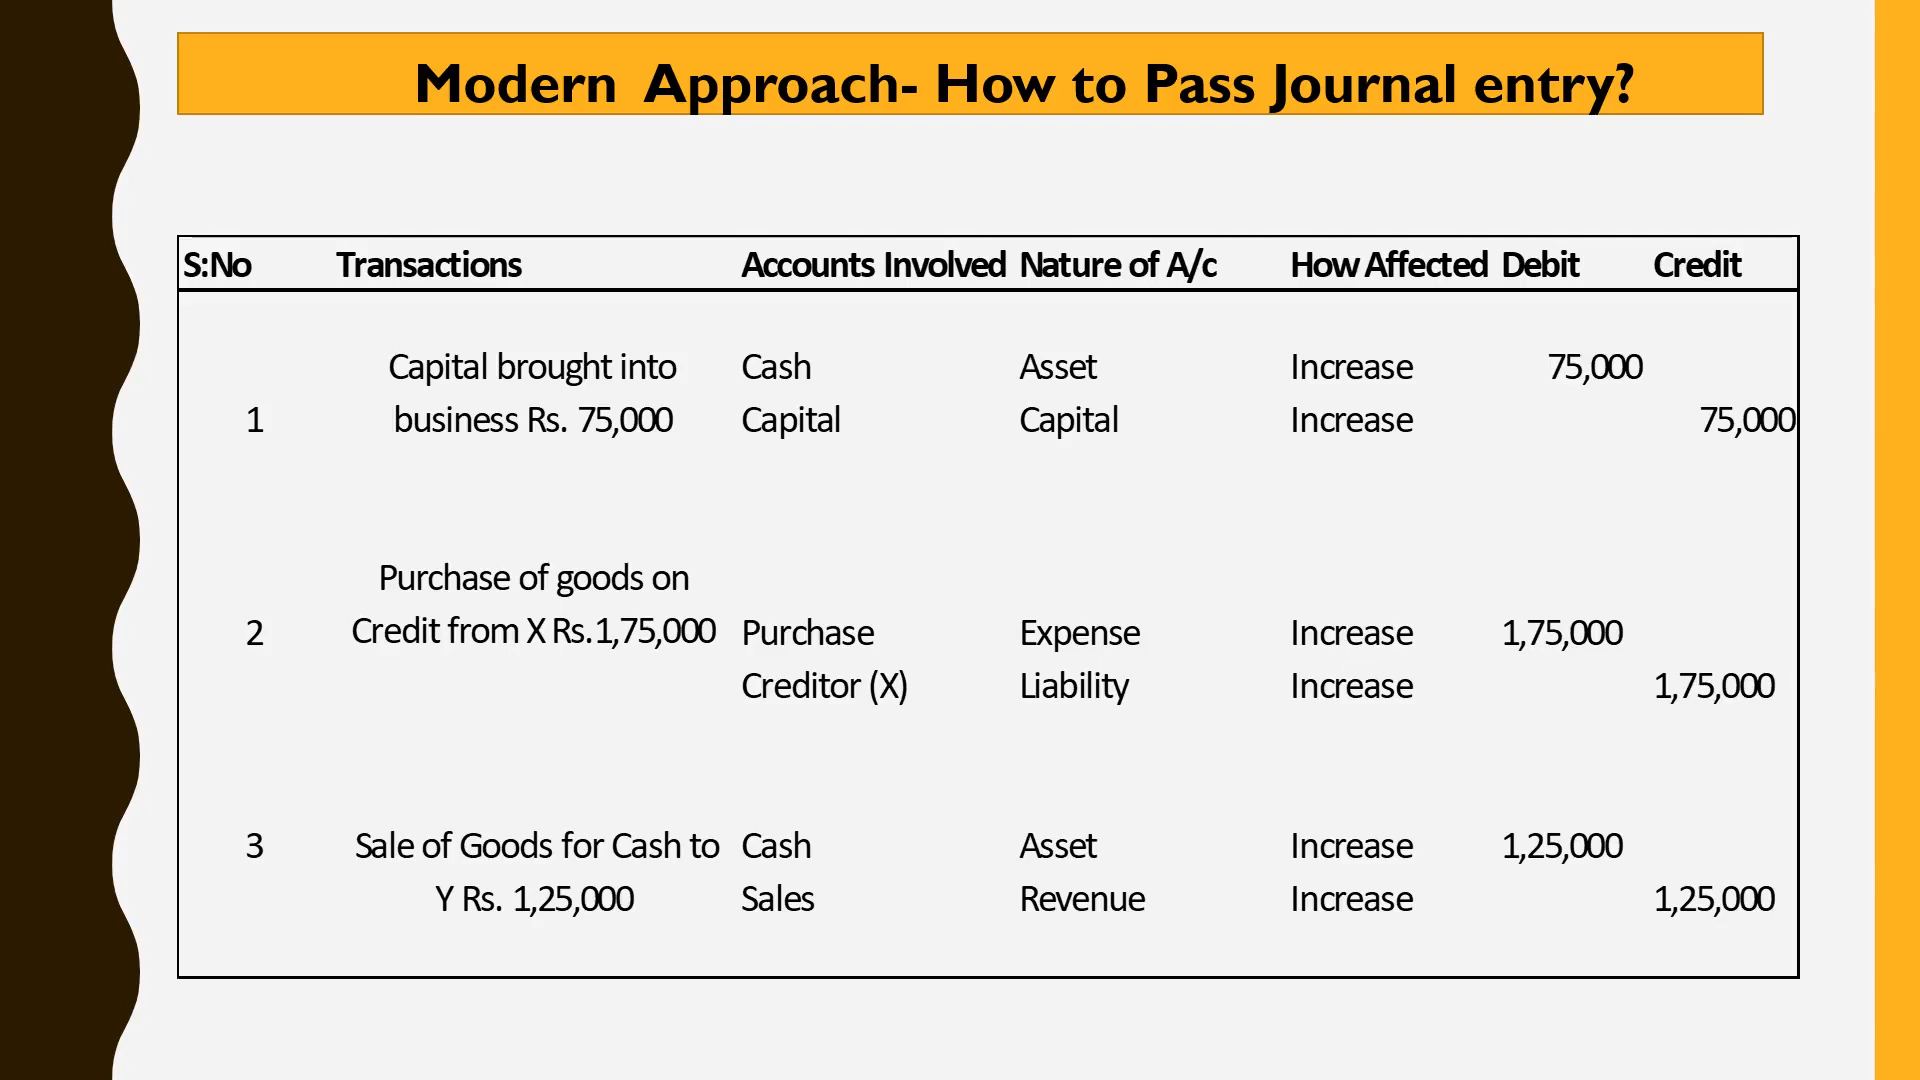 Modern Approach- How to Pass Journal entry?
S:No Transactions Accounts Involved Nature of A/c How Affected Debit Credit
Capital brought into Cash Asset Increase 75,000
1 business Rs. 75,000 Capital Capital Increase 75,000
Purchase of goods on
2 Credit from X Rs.1,75,000 Purchase Expense Increase 1,75,000
Creditor (X) Liability Increase 1,75,000
3 Sale of Goods for Cash to Cash Asset Increase 1,25,000
Y Rs. 1,25,000 Sales Revenue Increase 1,25,000